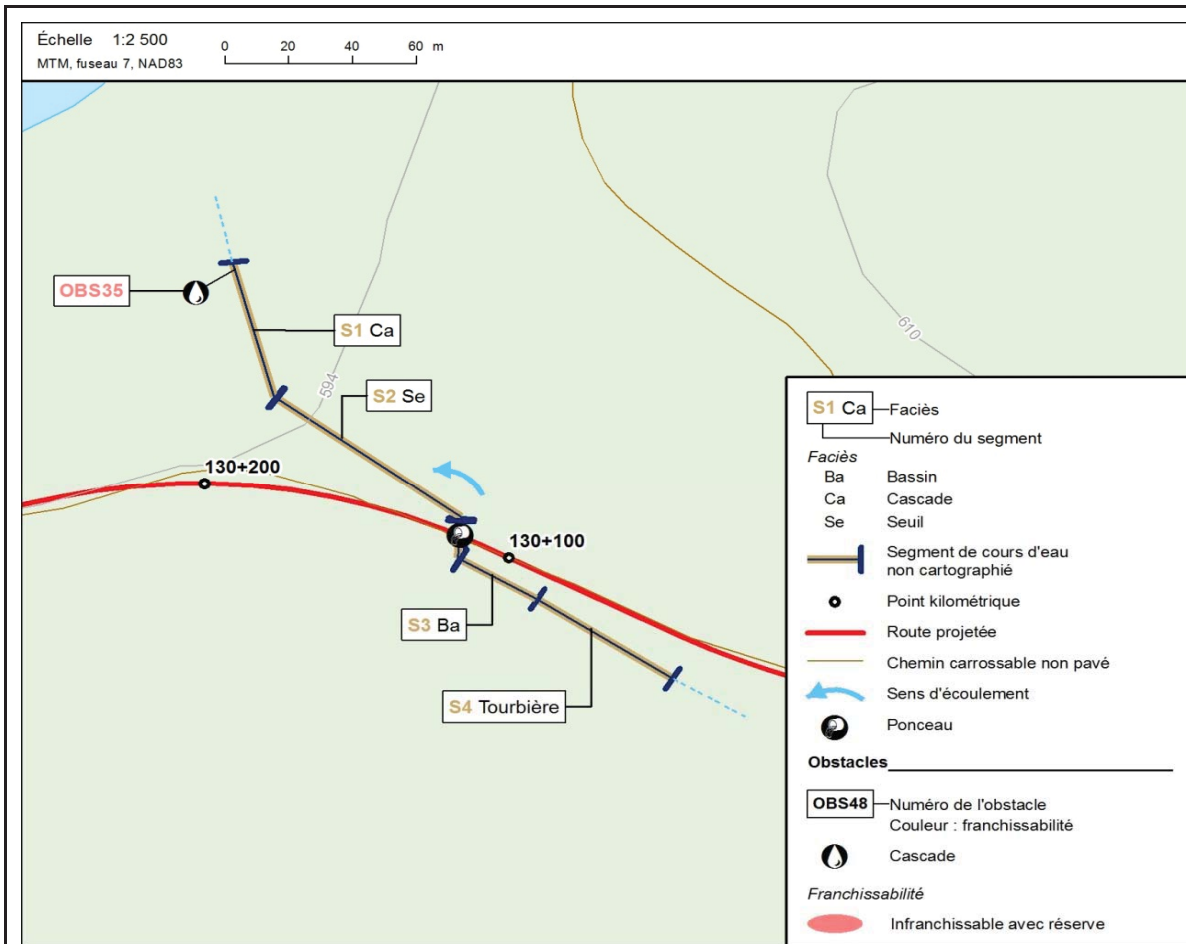 Échelle 1:2 500
0 20 40 60 m
MTM, fuseau 7, NAD83
OBS35
S1 Ca
594
S2 Se
610
130+200
130+100
S3 Ba
S4 Tourbière
S1 Ca Faciès
Numéro du segment
Faciès
Ba Bassin
Ca Cascade
Se Seuil
Segment de cours d'eau
non cartographié
Point kilométrique
Route projetée
Chemin carrossable non pavé
Sens d'écoulement
Ponceau
Obstacles
OBS48 Numéro de l'obstacle
Couleur : franchissabilité
Cascade
Franchissabilité
Infranchissable avec réserve